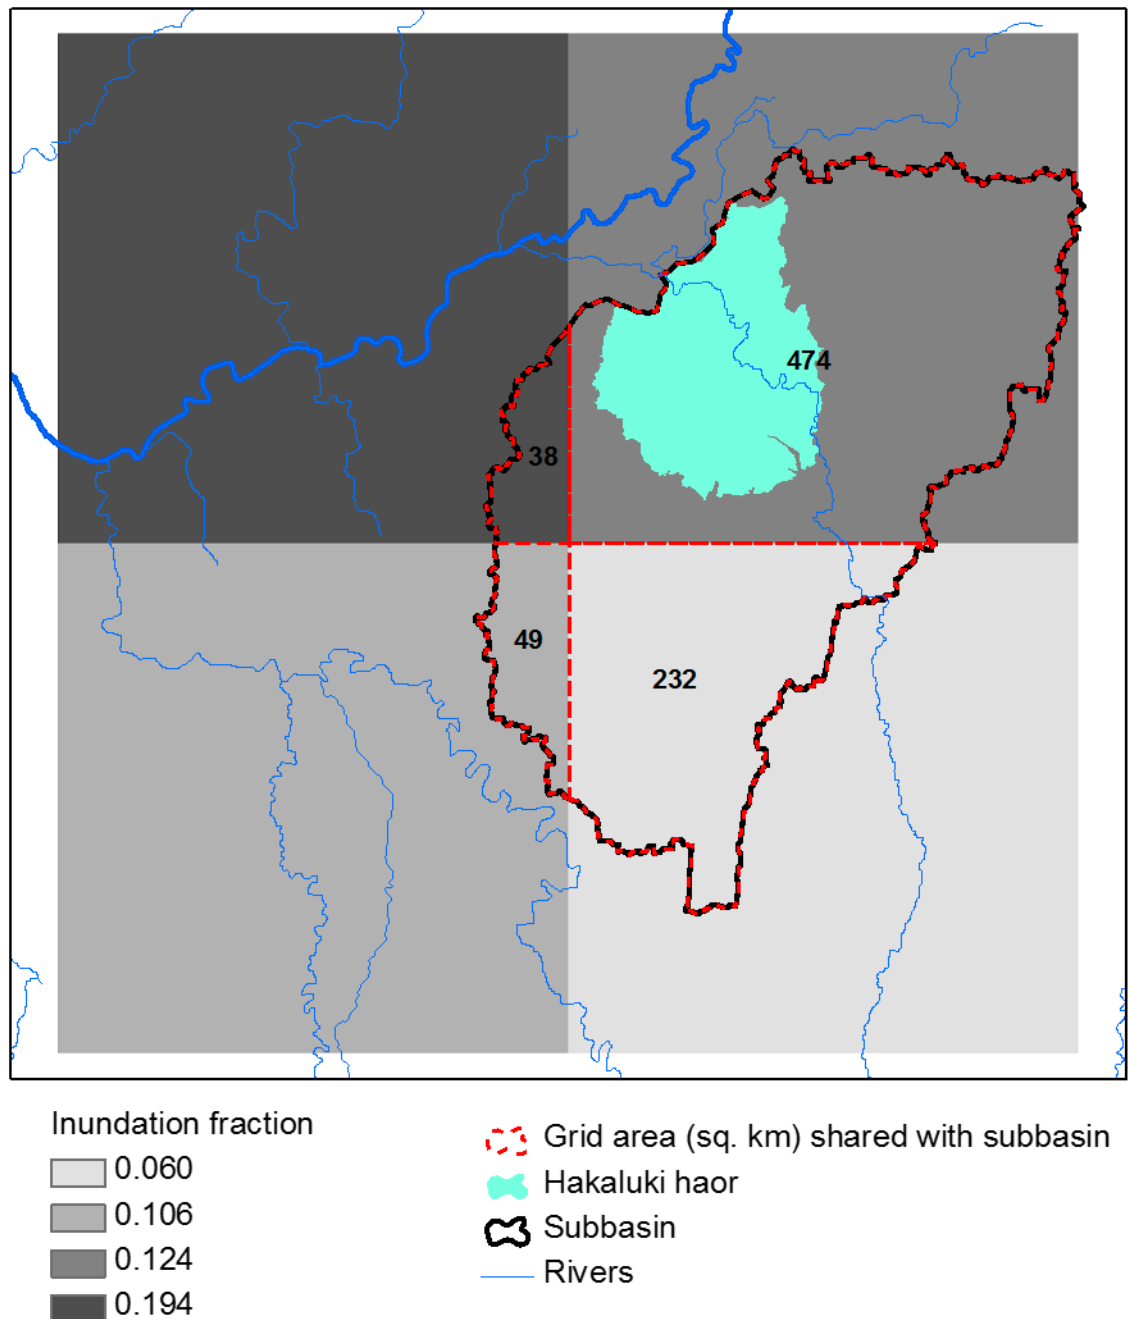 474
38
49
232
Inundation fraction
0.060
0.106
0.124
0.194
Grid area (sq. km) shared with subbasin
Hakaluki haor
Subbasin
Rivers